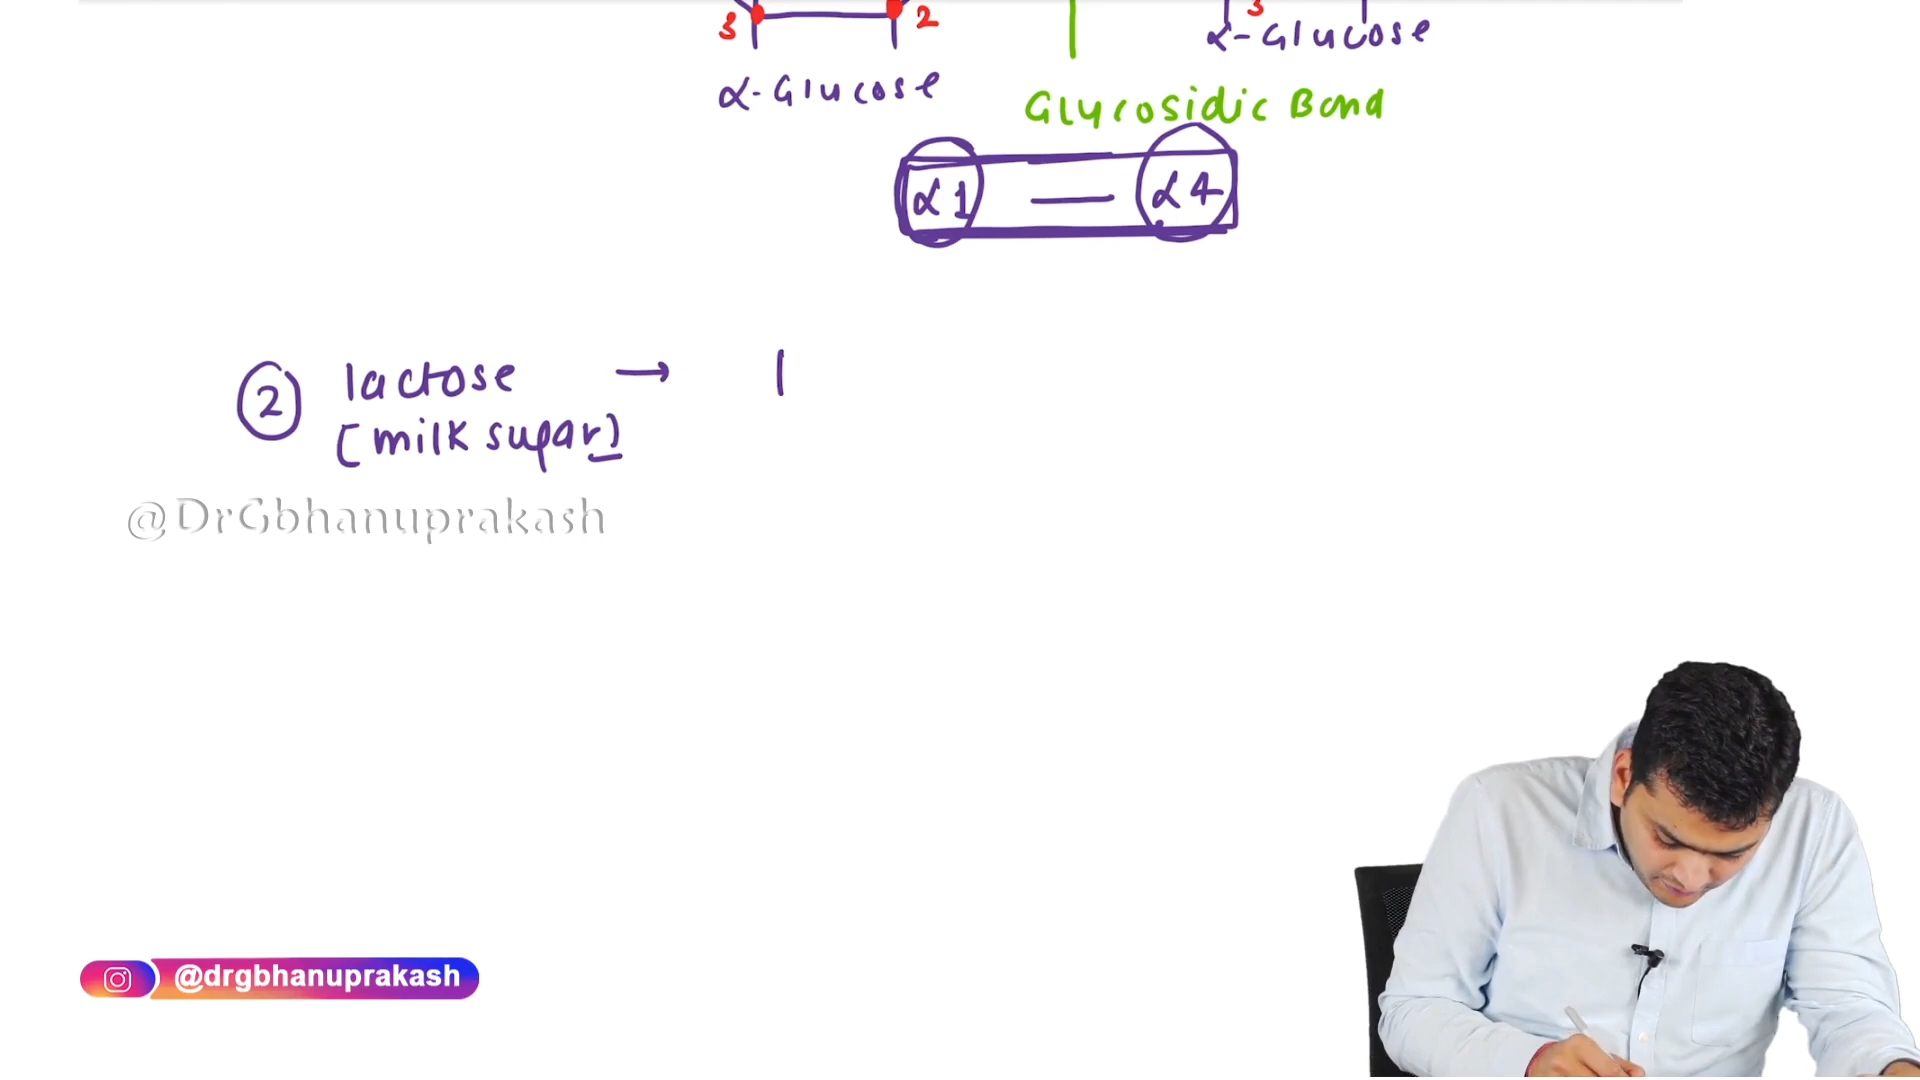 3 2
3
α-Glucose
α-Glucose
Glycosidic Bond
α1 — α4
② lactose → |
[milk sugar)
@DrGbhanuprakash
@drgbhanuprakash